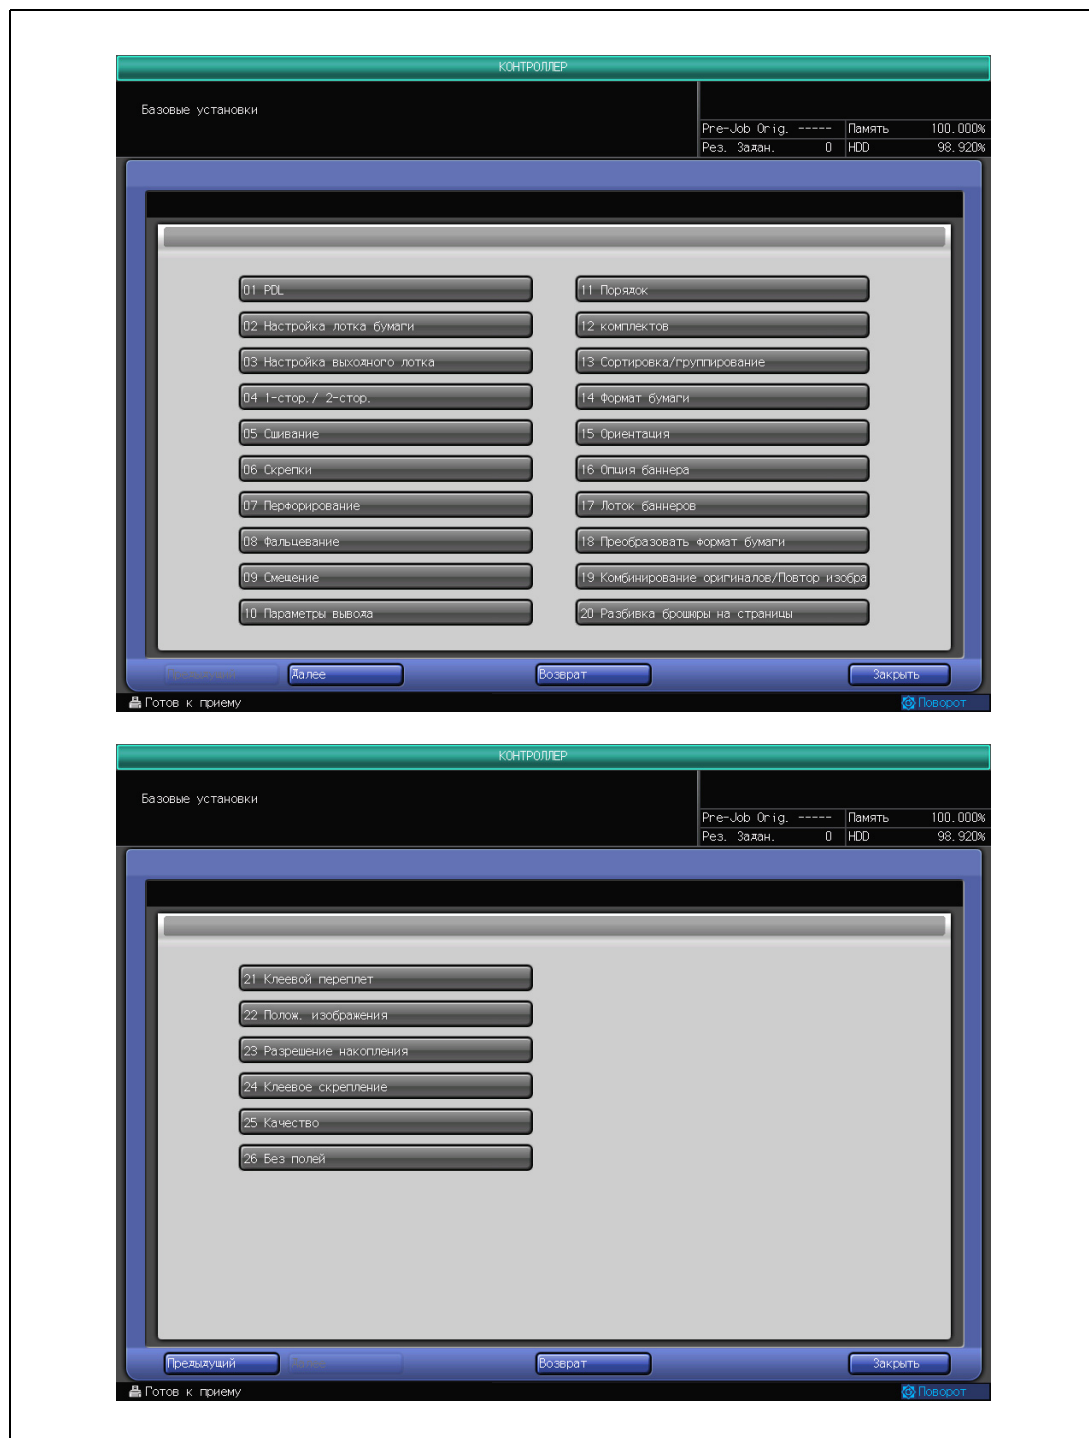 КОНТРОЛЛЕР
Базовые установки
Pre-Job Orig. ----- Память 100.000%
Рез. Задан. 0 HDD 98.920%
01 PDL
02 Настройка лотка бумаги
03 Настройка выходного лотка
04 1-стор./ 2-стор.
05 Сшивание
06 Скрепки
07 Перфорирование
08 Фальцевание
09 Смещение
10 Параметры вывода
11 Порядок
12 комплектов
13 Сортировка/группирование
14 Формат бумаги
15 Ориентация
16 Опция баннера
17 Лоток баннеров
18 Преобразовать формат бумаги
19 Комбинирование оригиналов/Повтор изобра
20 Разбивка брошюры на страницы
Предыдущий Далее Возврат Закрыть
Готов к приему Поворот
КОНТРОЛЛЕР
Базовые установки
Pre-Job Orig. ----- Память 100.000%
Рез. Задан. 0 HDD 98.920%
21 Клеевой переплет
22 Полож. изображения
23 Разрешение накопления
24 Клеевое скрепление
25 Качество
26 Без полей
Предыдущий Далее Возврат Закрыть
Готов к приему Поворот